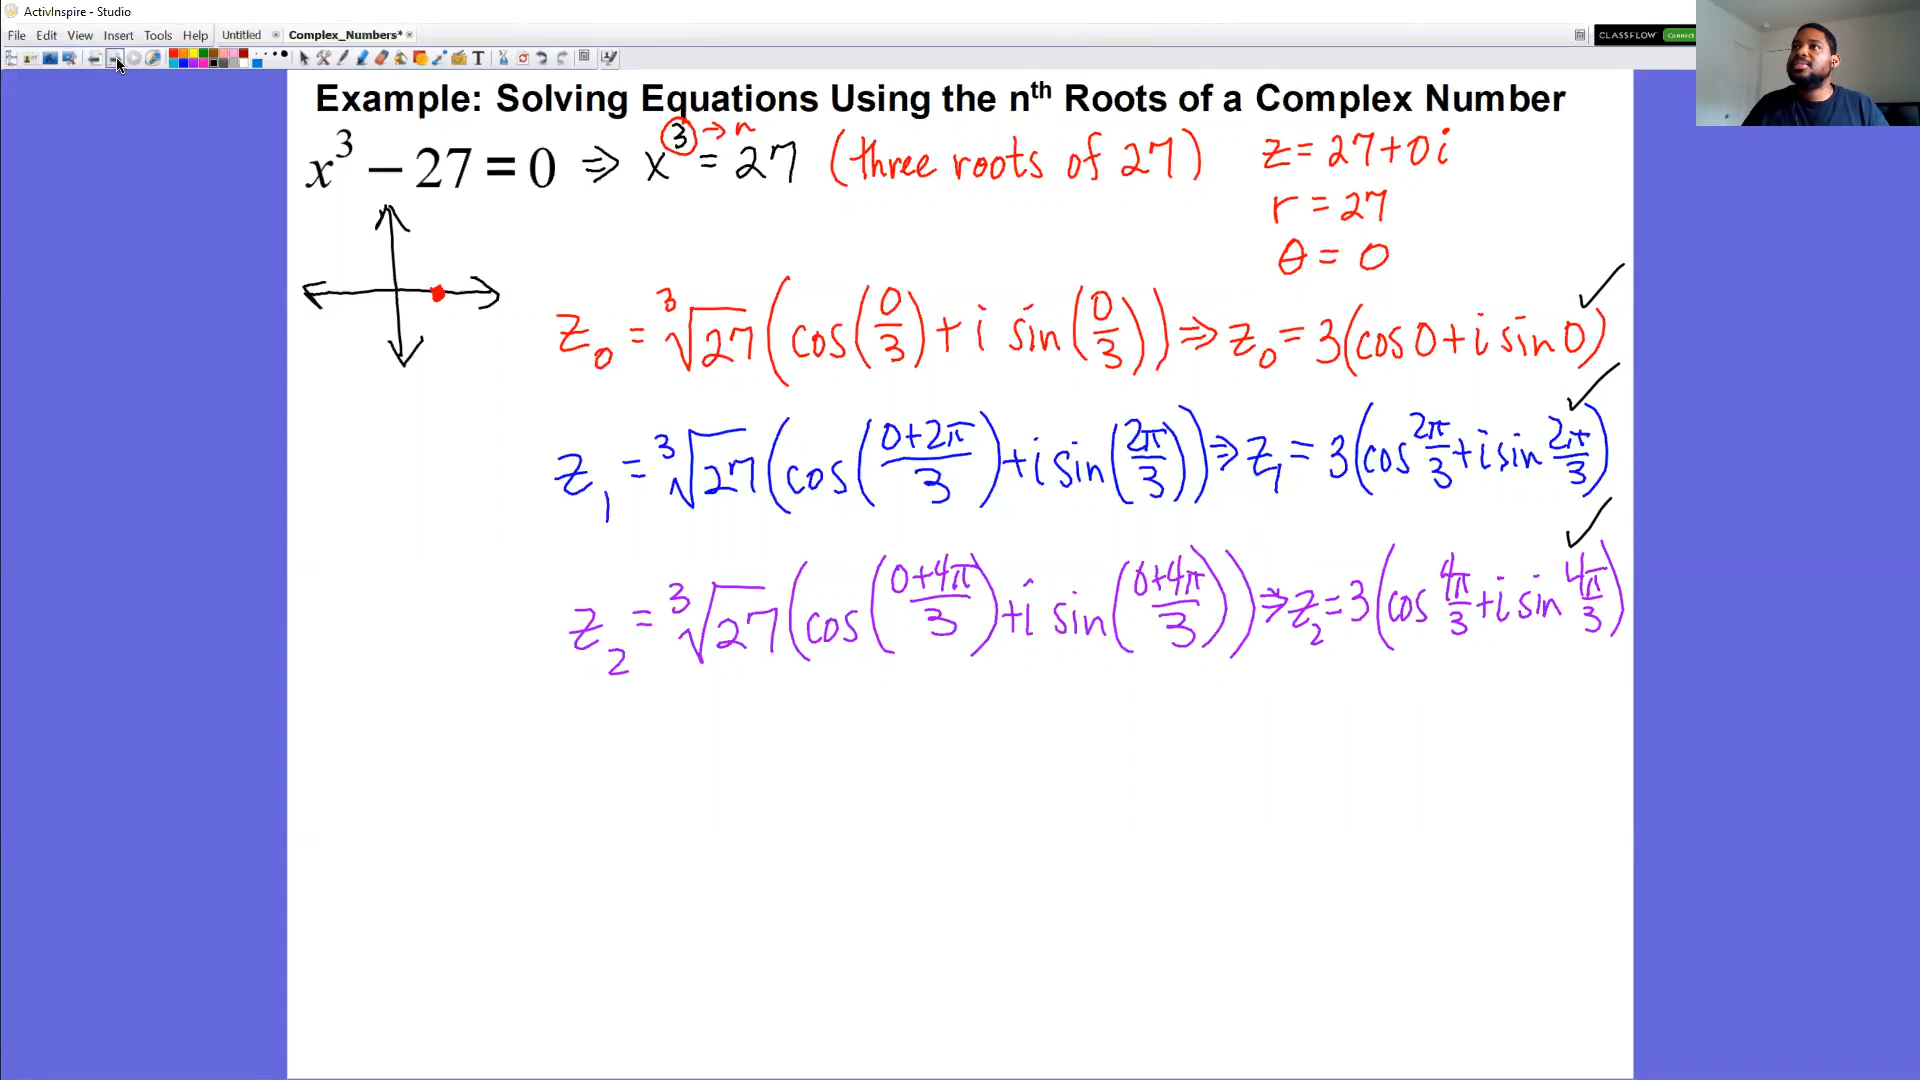 ActivInspire - Studio
File Edit View Insert Tools Help Untitled Complex_Numbers* CLASSFLOW Connect
Example: Solving Equations Using the nth Roots of a Complex Number
x³ − 27 = 0 ⇒ x³ = 27 (three roots of 27) z = 27 + 0i
→ n
r = 27
θ = 0
z₀ = ³√27 (cos(0/3) + i sin(0/3)) ⇒ z₀ = 3(cos 0 + i sin 0) ✓
z₁ = ³√27 (cos((0+2π)/3) + i sin(2π/3)) ⇒ z₁ = 3(cos 2π/3 + i sin 2π/3) ✓
z₂ = ³√27 (cos((0+4π)/3) + i sin((0+4π)/3)) ⇒ z₂ = 3(cos 4π/3 + i sin 4π/3) ✓